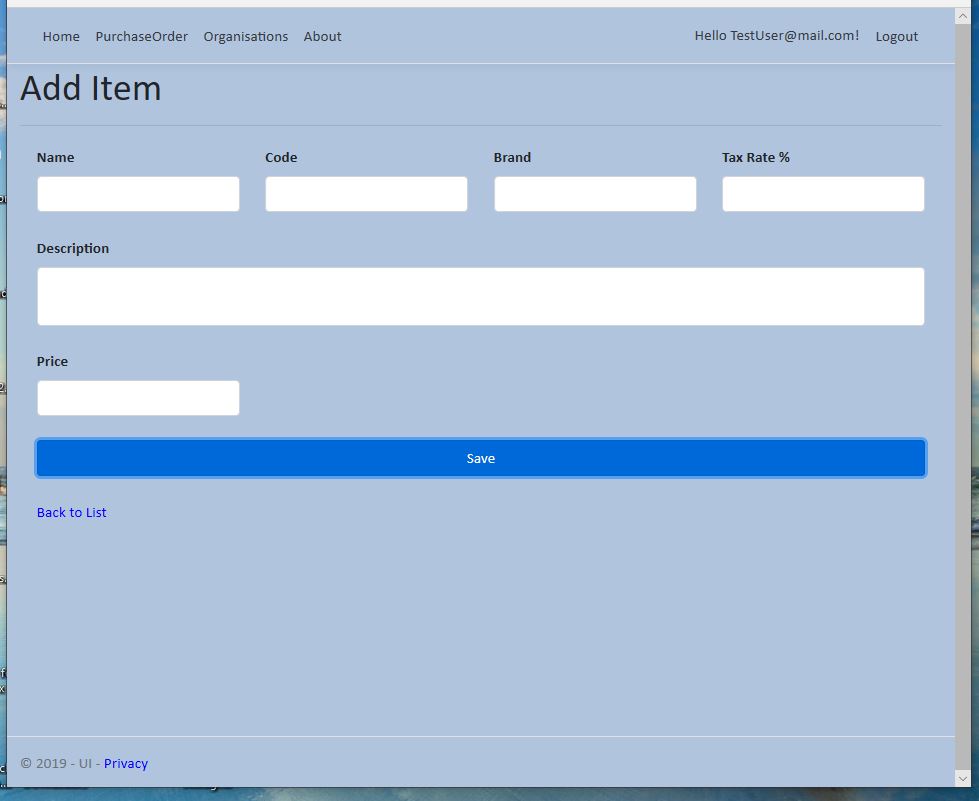 Home PurchaseOrder Organisations About Hello TestUser@mail.com! Logout
Add Item
Name Code Brand Tax Rate %
Description
Price
Save
Back to List
© 2019 - UI - Privacy